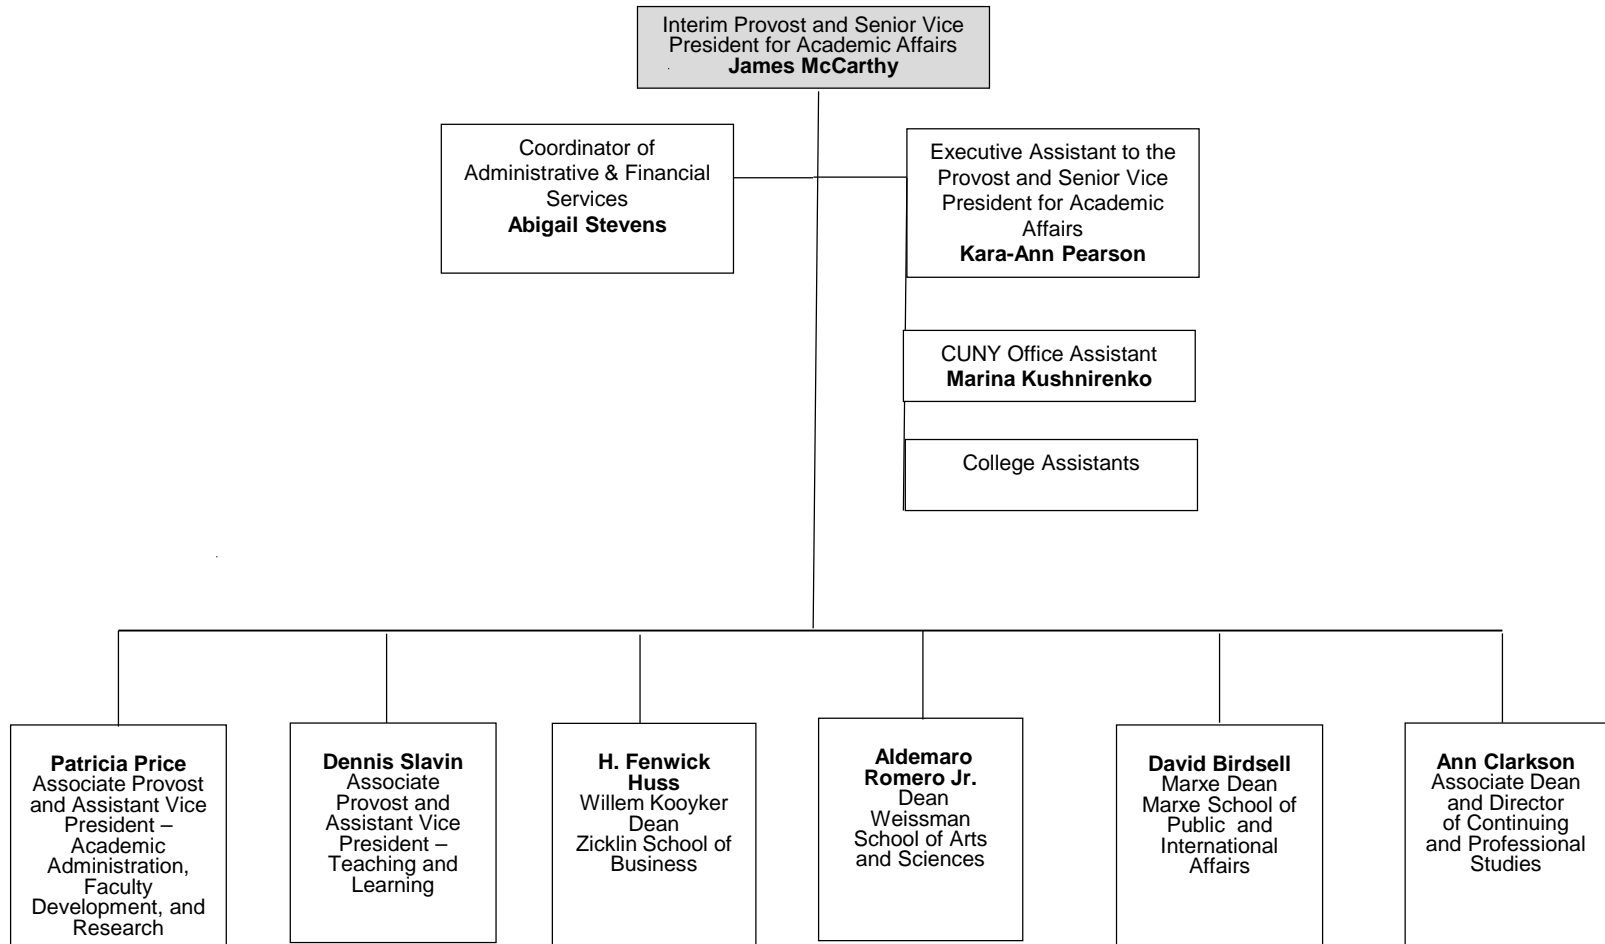 Interim Provost and Senior Vice
President for Academic Affairs
James McCarthy
Coordinator of
Administrative & Financial
Services
Abigail Stevens
Executive Assistant to the
Provost and Senior Vice
President for Academic
Affairs
Kara-Ann Pearson
CUNY Office Assistant
Marina Kushnirenko
College Assistants
Patricia Price
Associate Provost
and Assistant Vice
President –
Academic
Administration,
Faculty
Development, and
Research
Dennis Slavin
Associate
Provost and
Assistant Vice
President –
Teaching and
Learning
H. Fenwick
Huss
Willem Kooyker
Dean
Zicklin School of
Business
Aldemaro
Romero Jr.
Dean
Weissman
School of Arts
and Sciences
David Birdsell
Marxe Dean
Marxe School of
Public and
International
Affairs
Ann Clarkson
Associate Dean
and Director
of Continuing
and Professional
Studies